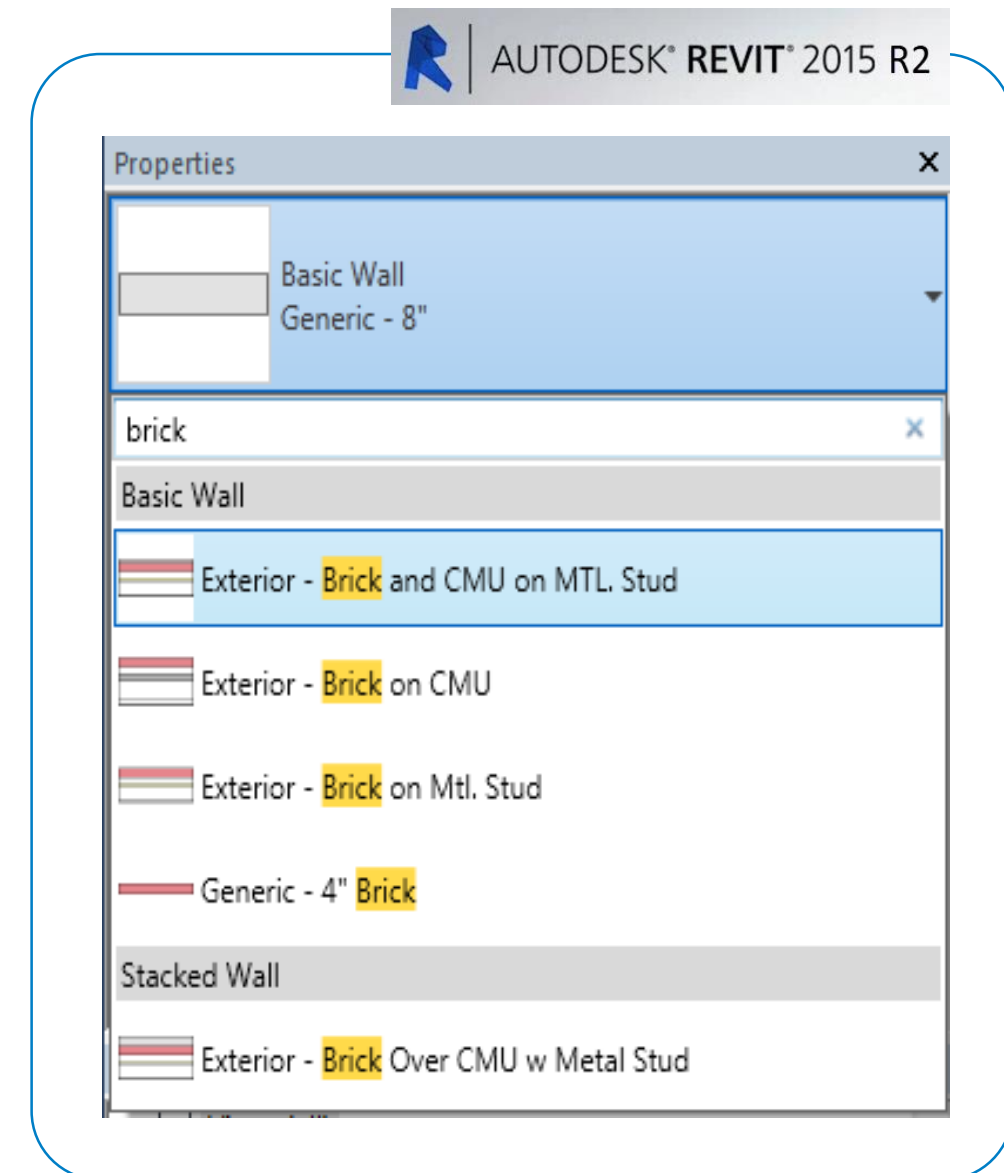 AUTODESK® REVIT® 2015 R2
Properties
Basic Wall
Generic - 8"
brick
Basic Wall
Exterior - Brick and CMU on MTL. Stud
Exterior - Brick on CMU
Exterior - Brick on Mtl. Stud
Generic - 4" Brick
Stacked Wall
Exterior - Brick Over CMU w Metal Stud